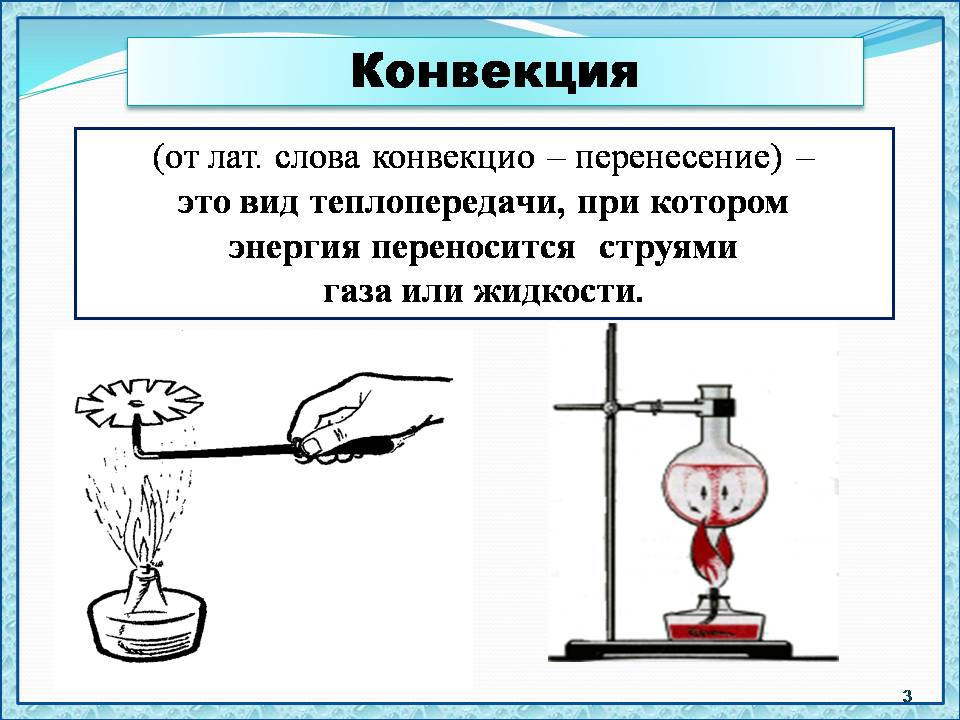 Конвекция
(от лат. слова конвекцио – перенесение) –
это вид теплопередачи, при котором
энергия переносится струями
газа или жидкости.
3